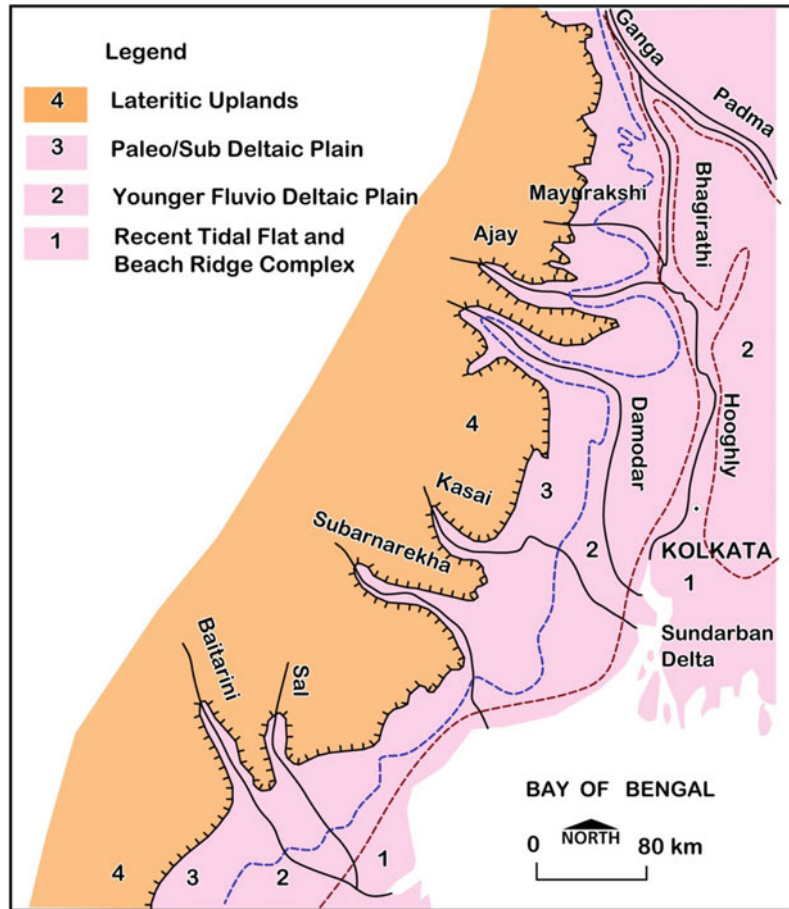 Legend
4 Lateritic Uplands
3 Paleo/Sub Deltaic Plain
2 Younger Fluvio Deltaic Plain
1 Recent Tidal Flat and
Beach Ridge Complex
Ganga
Padma
Mayurakshi
Bhagirathi
Ajay
2
Hooghly
Damodar
4
3
Kasai
Subarnarekha
2
KOLKATA
1
Sundarban
Delta
Baitarini
Sal
BAY OF BENGAL
NORTH
0 80 km
4
3
2
1